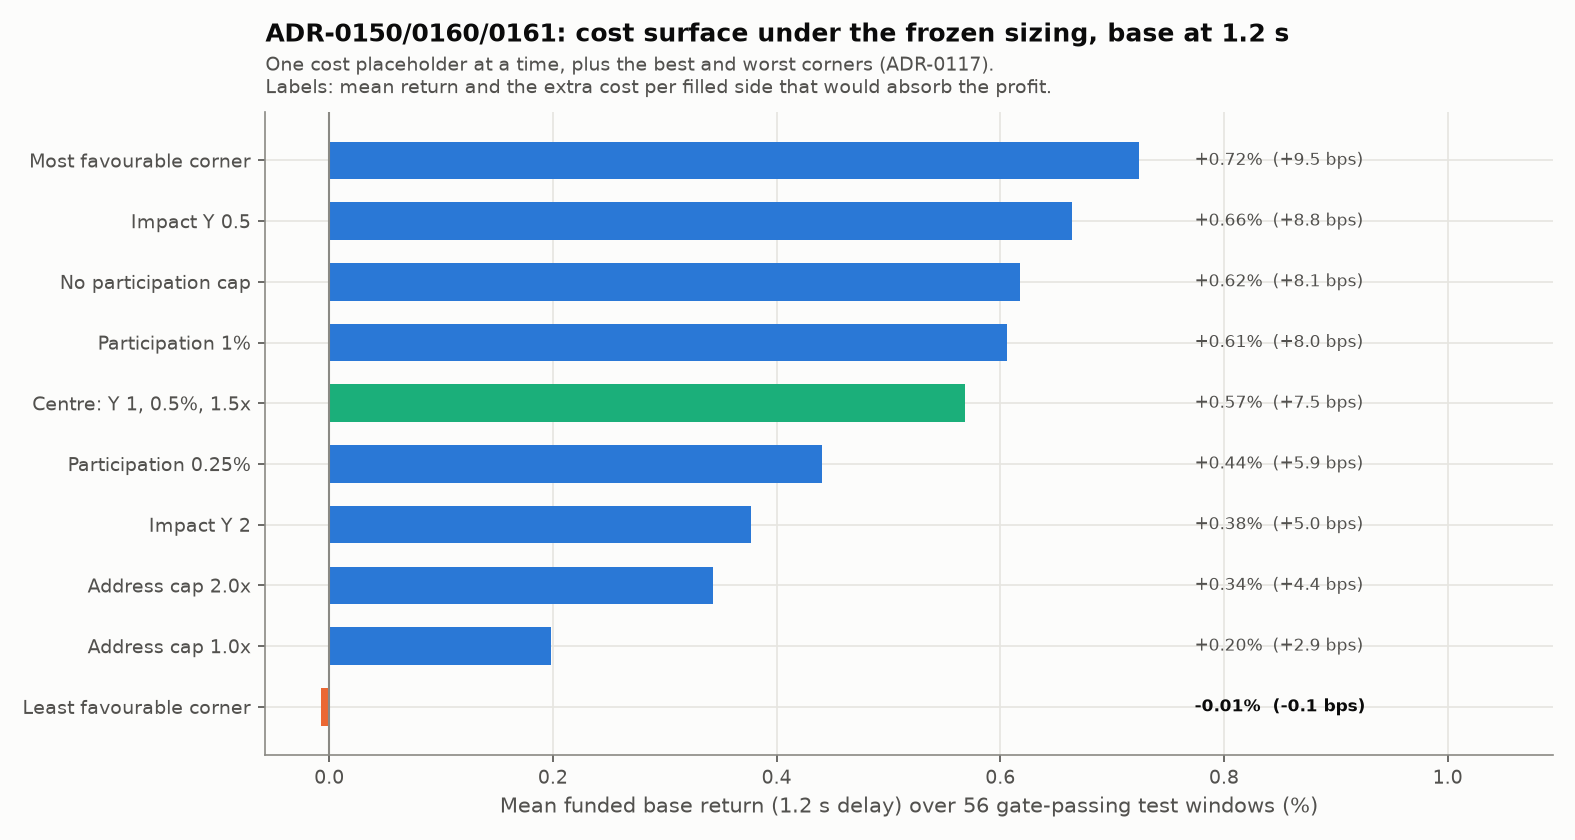 ADR-0150/0160/0161: cost surface under the frozen sizing, base at 1.2 s
One cost placeholder at a time, plus the best and worst corners (ADR-0117).
Labels: mean return and the extra cost per filled side that would absorb the profit.
Most favourable corner +0.72% (+9.5 bps)
Impact Y 0.5 +0.66% (+8.8 bps)
No participation cap +0.62% (+8.1 bps)
Participation 1% +0.61% (+8.0 bps)
Centre: Y 1, 0.5%, 1.5x +0.57% (+7.5 bps)
Participation 0.25% +0.44% (+5.9 bps)
Impact Y 2 +0.38% (+5.0 bps)
Address cap 2.0x +0.34% (+4.4 bps)
Address cap 1.0x +0.20% (+2.9 bps)
Least favourable corner -0.01% (-0.1 bps)
0.0 0.2 0.4 0.6 0.8 1.0
Mean funded base return (1.2 s delay) over 56 gate-passing test windows (%)